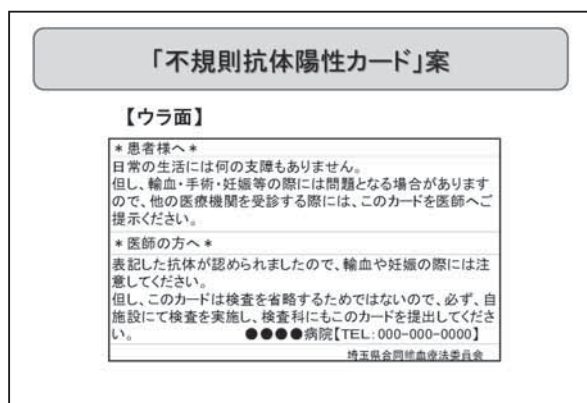 「不規則抗体陽性カード」案
【ウラ面】
＊患者様へ＊
日常の生活には何の支障もありません。
但し、輸血・手術・妊娠等の際には問題となる場合があります
ので、他の医療機関を受診する際には、このカードを医師へご
提示ください。
＊医師の方へ＊
表記した抗体が認められましたので、輸血や妊娠の際には注
意してください。
但し、このカードは検査を省略するためではないので、必ず、自
施設にて検査を実施し、検査科にもこのカードを提出してくださ
い。 ●●●●病院【TEL：000-000-0000】
埼玉県合同輸血療法委員会